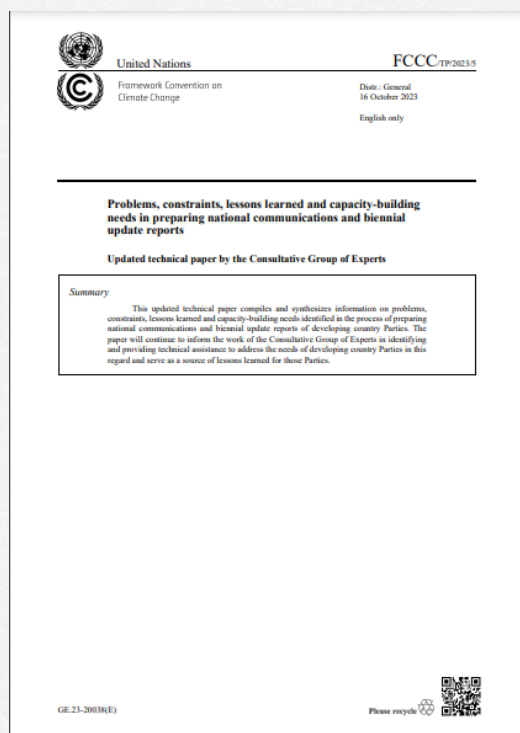 United Nations
FCCC/TP/2023/5
Framework Convention on
Climate Change
Distr.: General
16 October 2023
English only
Problems, constraints, lessons learned and capacity-building
needs in preparing national communications and biennial
update reports
Updated technical paper by the Consultative Group of Experts
Summary
This updated technical paper compiles and synthesizes information on problems,
constraints, lessons learned and capacity-building needs identified in the process of preparing
national communications and biennial update reports of developing country Parties. The
paper will continue to inform the work of the Consultative Group of Experts in identifying
and providing technical assistance to address the needs of developing country Parties in this
regard and serve as a source of lessons learned for those Parties.
GE.23-20038(E)
Please recycle